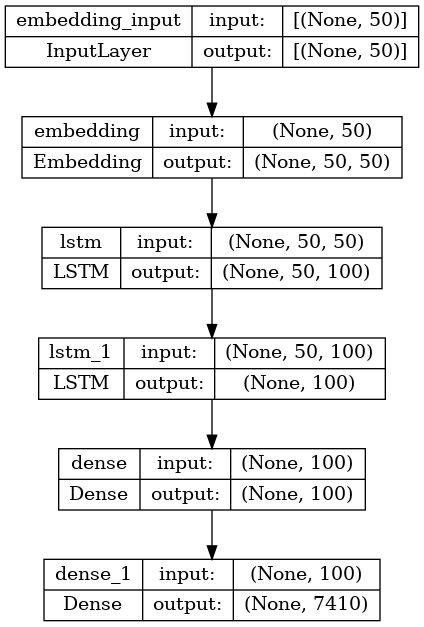 embedding_input input: [(None, 50)]
InputLayer output: [(None, 50)]
embedding input: (None, 50)
Embedding output: (None, 50, 50)
lstm input: (None, 50, 50)
LSTM output: (None, 50, 100)
lstm_1 input: (None, 50, 100)
LSTM output: (None, 100)
dense input: (None, 100)
Dense output: (None, 100)
dense_1 input: (None, 100)
Dense output: (None, 7410)